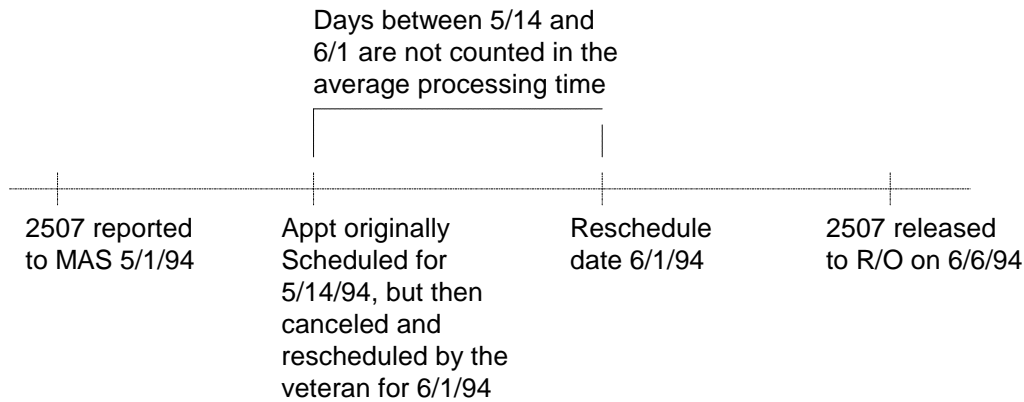 Days between 5/14 and
6/1 are not counted in the
average processing time
2507 reported
to MAS 5/1/94
Appt originally
Scheduled for
5/14/94, but then
canceled and
rescheduled by the
veteran for 6/1/94
Reschedule
date 6/1/94
2507 released
to R/O on 6/6/94